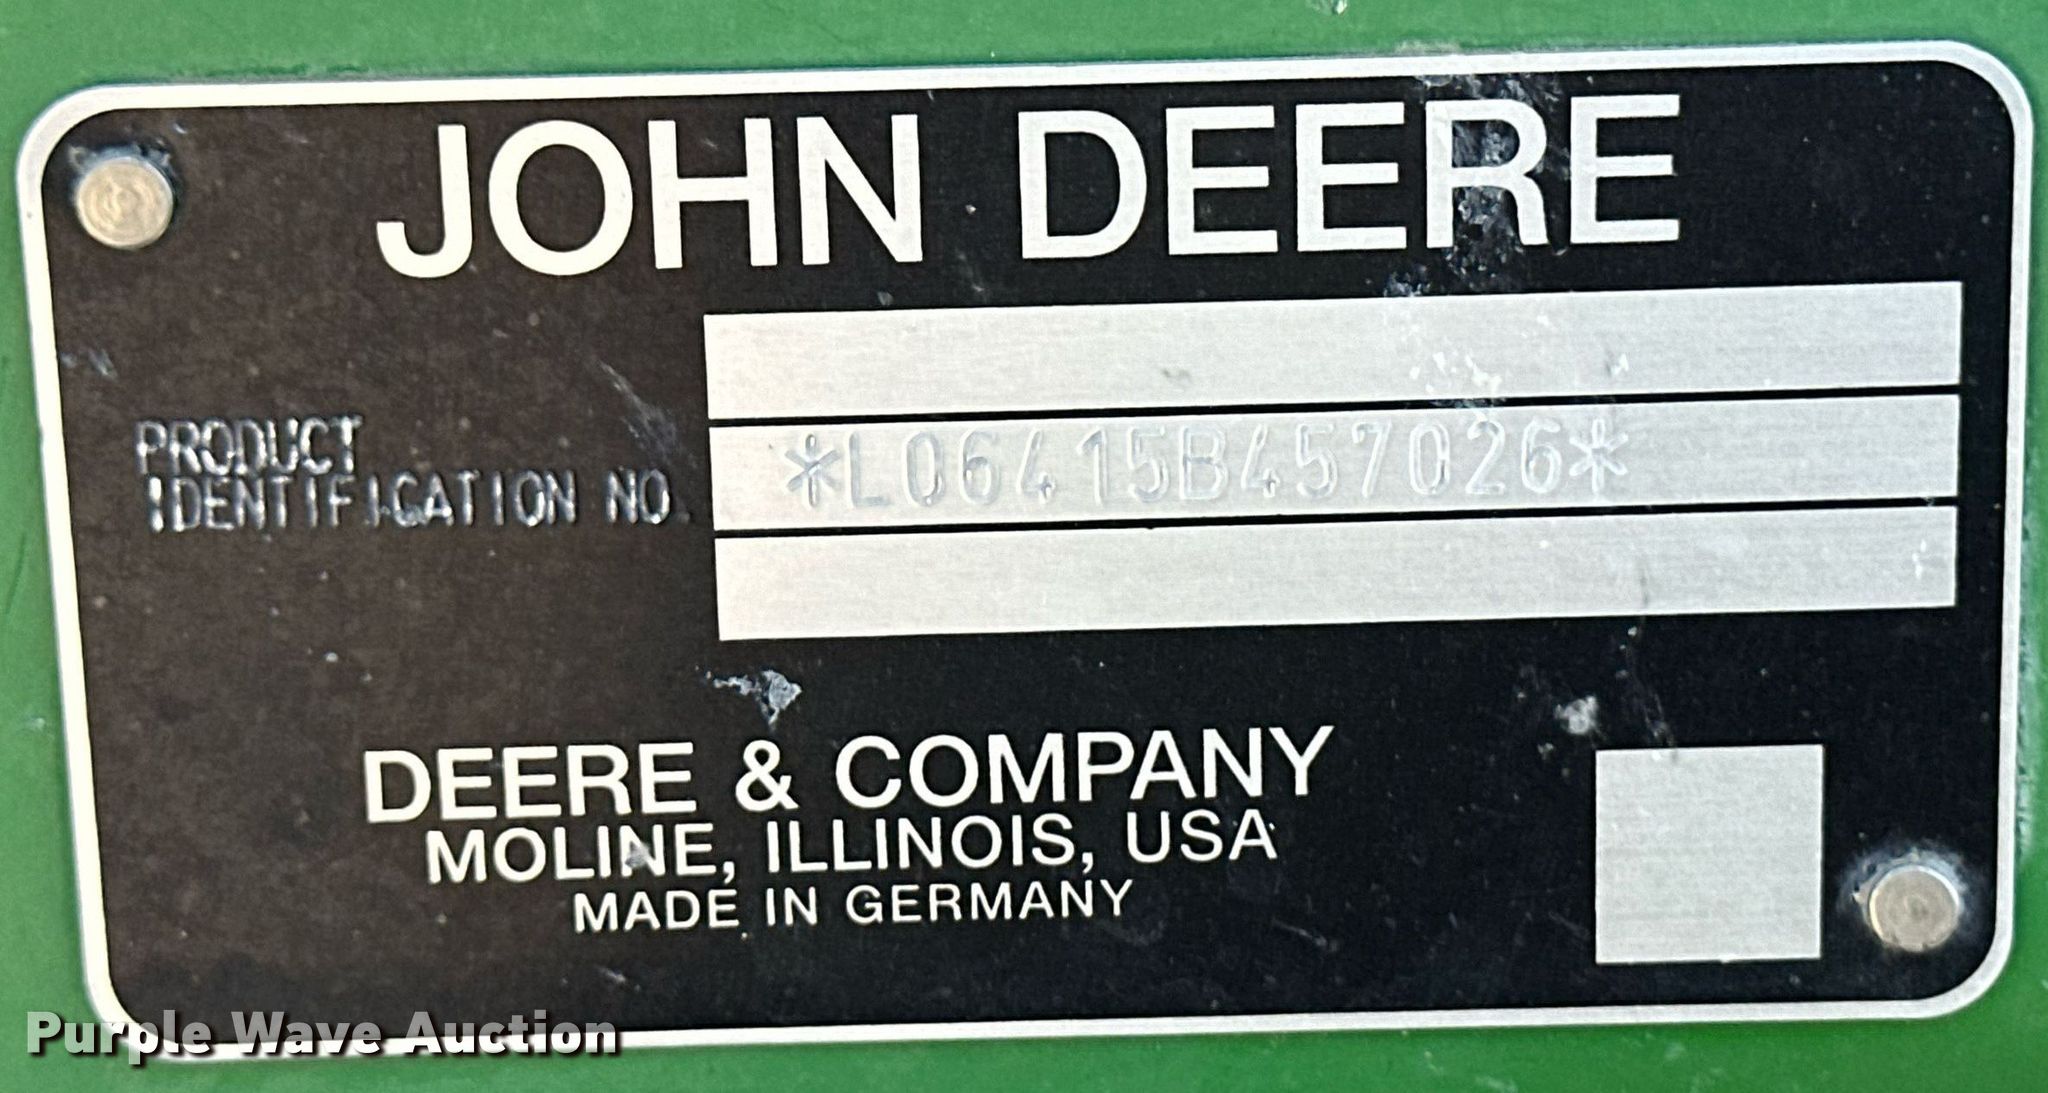 JOHN DEERE
PRODUCT
IDENTIFICATION NO.
*L06415B457026*
DEERE & COMPANY
MOLINE, ILLINOIS, USA
MADE IN GERMANY
Purple Wave Auction